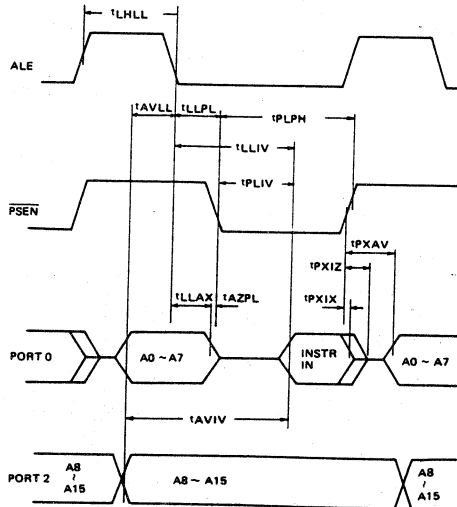 tLHLL
ALE
tAVLL
tLLPL
tPLPH
tLLIV
tPLIV
PSEN
tPXAV
tPXIZ
tLLAX
tAZPL
tPXIX
PORT 0
A0 ~ A7
INSTR
IN
A0 ~ A7
tAVIV
PORT 2
A8
~
A15
A8 ~ A15
A8
~
A15